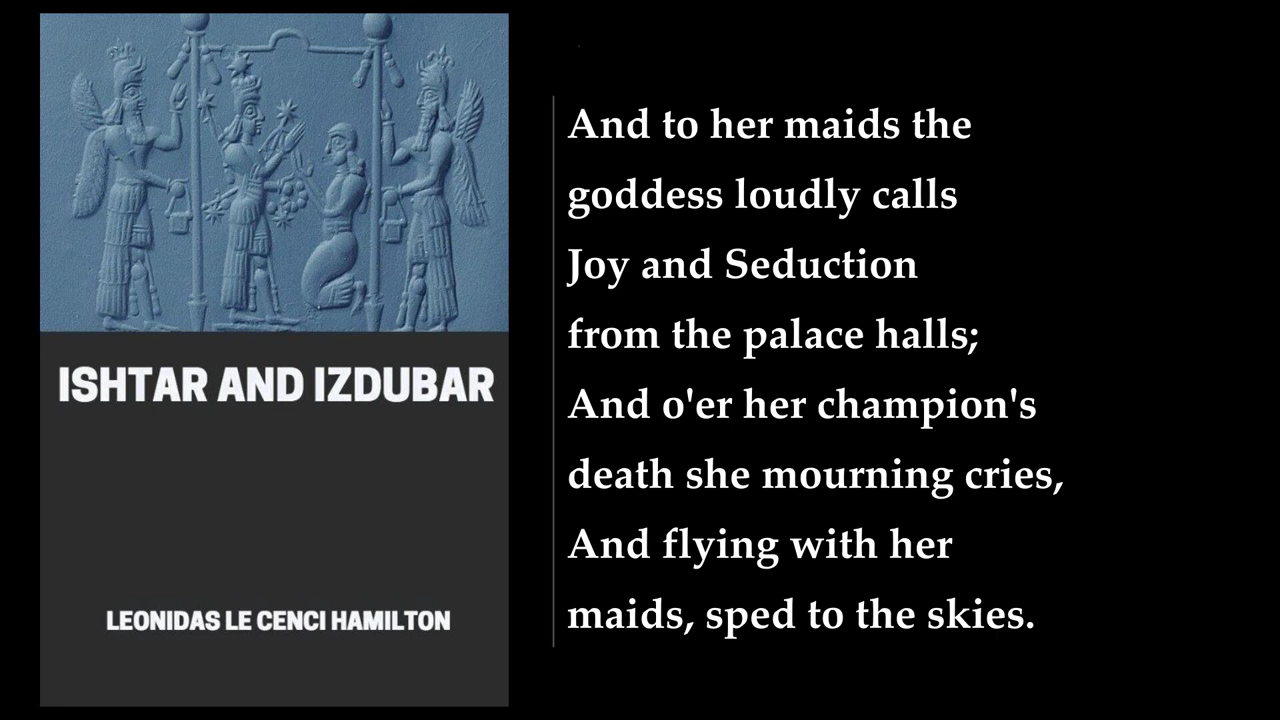 ISHTAR AND IZDUBAR
LEONIDAS LE CENCI HAMILTON
And to her maids the
goddess loudly calls
Joy and Seduction
from the palace halls;
And o'er her champion's
death she mourning cries,
And flying with her
maids, sped to the skies.